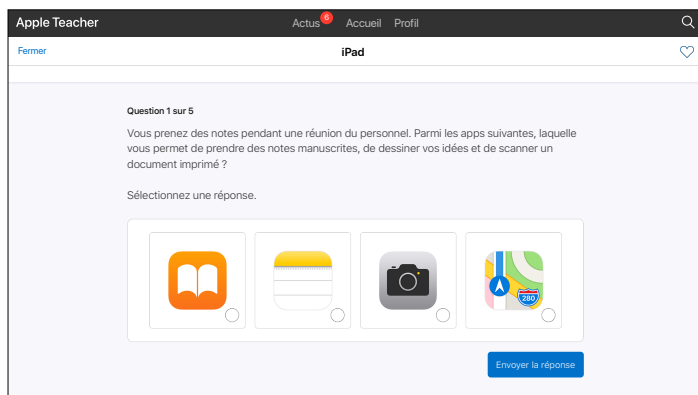 Apple Teacher
Actus 6 Accueil Profil
Fermer
iPad
Question 1 sur 5
Vous prenez des notes pendant une réunion du personnel. Parmi les apps suivantes, laquelle
vous permet de prendre des notes manuscrites, de dessiner vos idées et de scanner un
document imprimé ?
Sélectionnez une réponse.
280
Envoyer la réponse